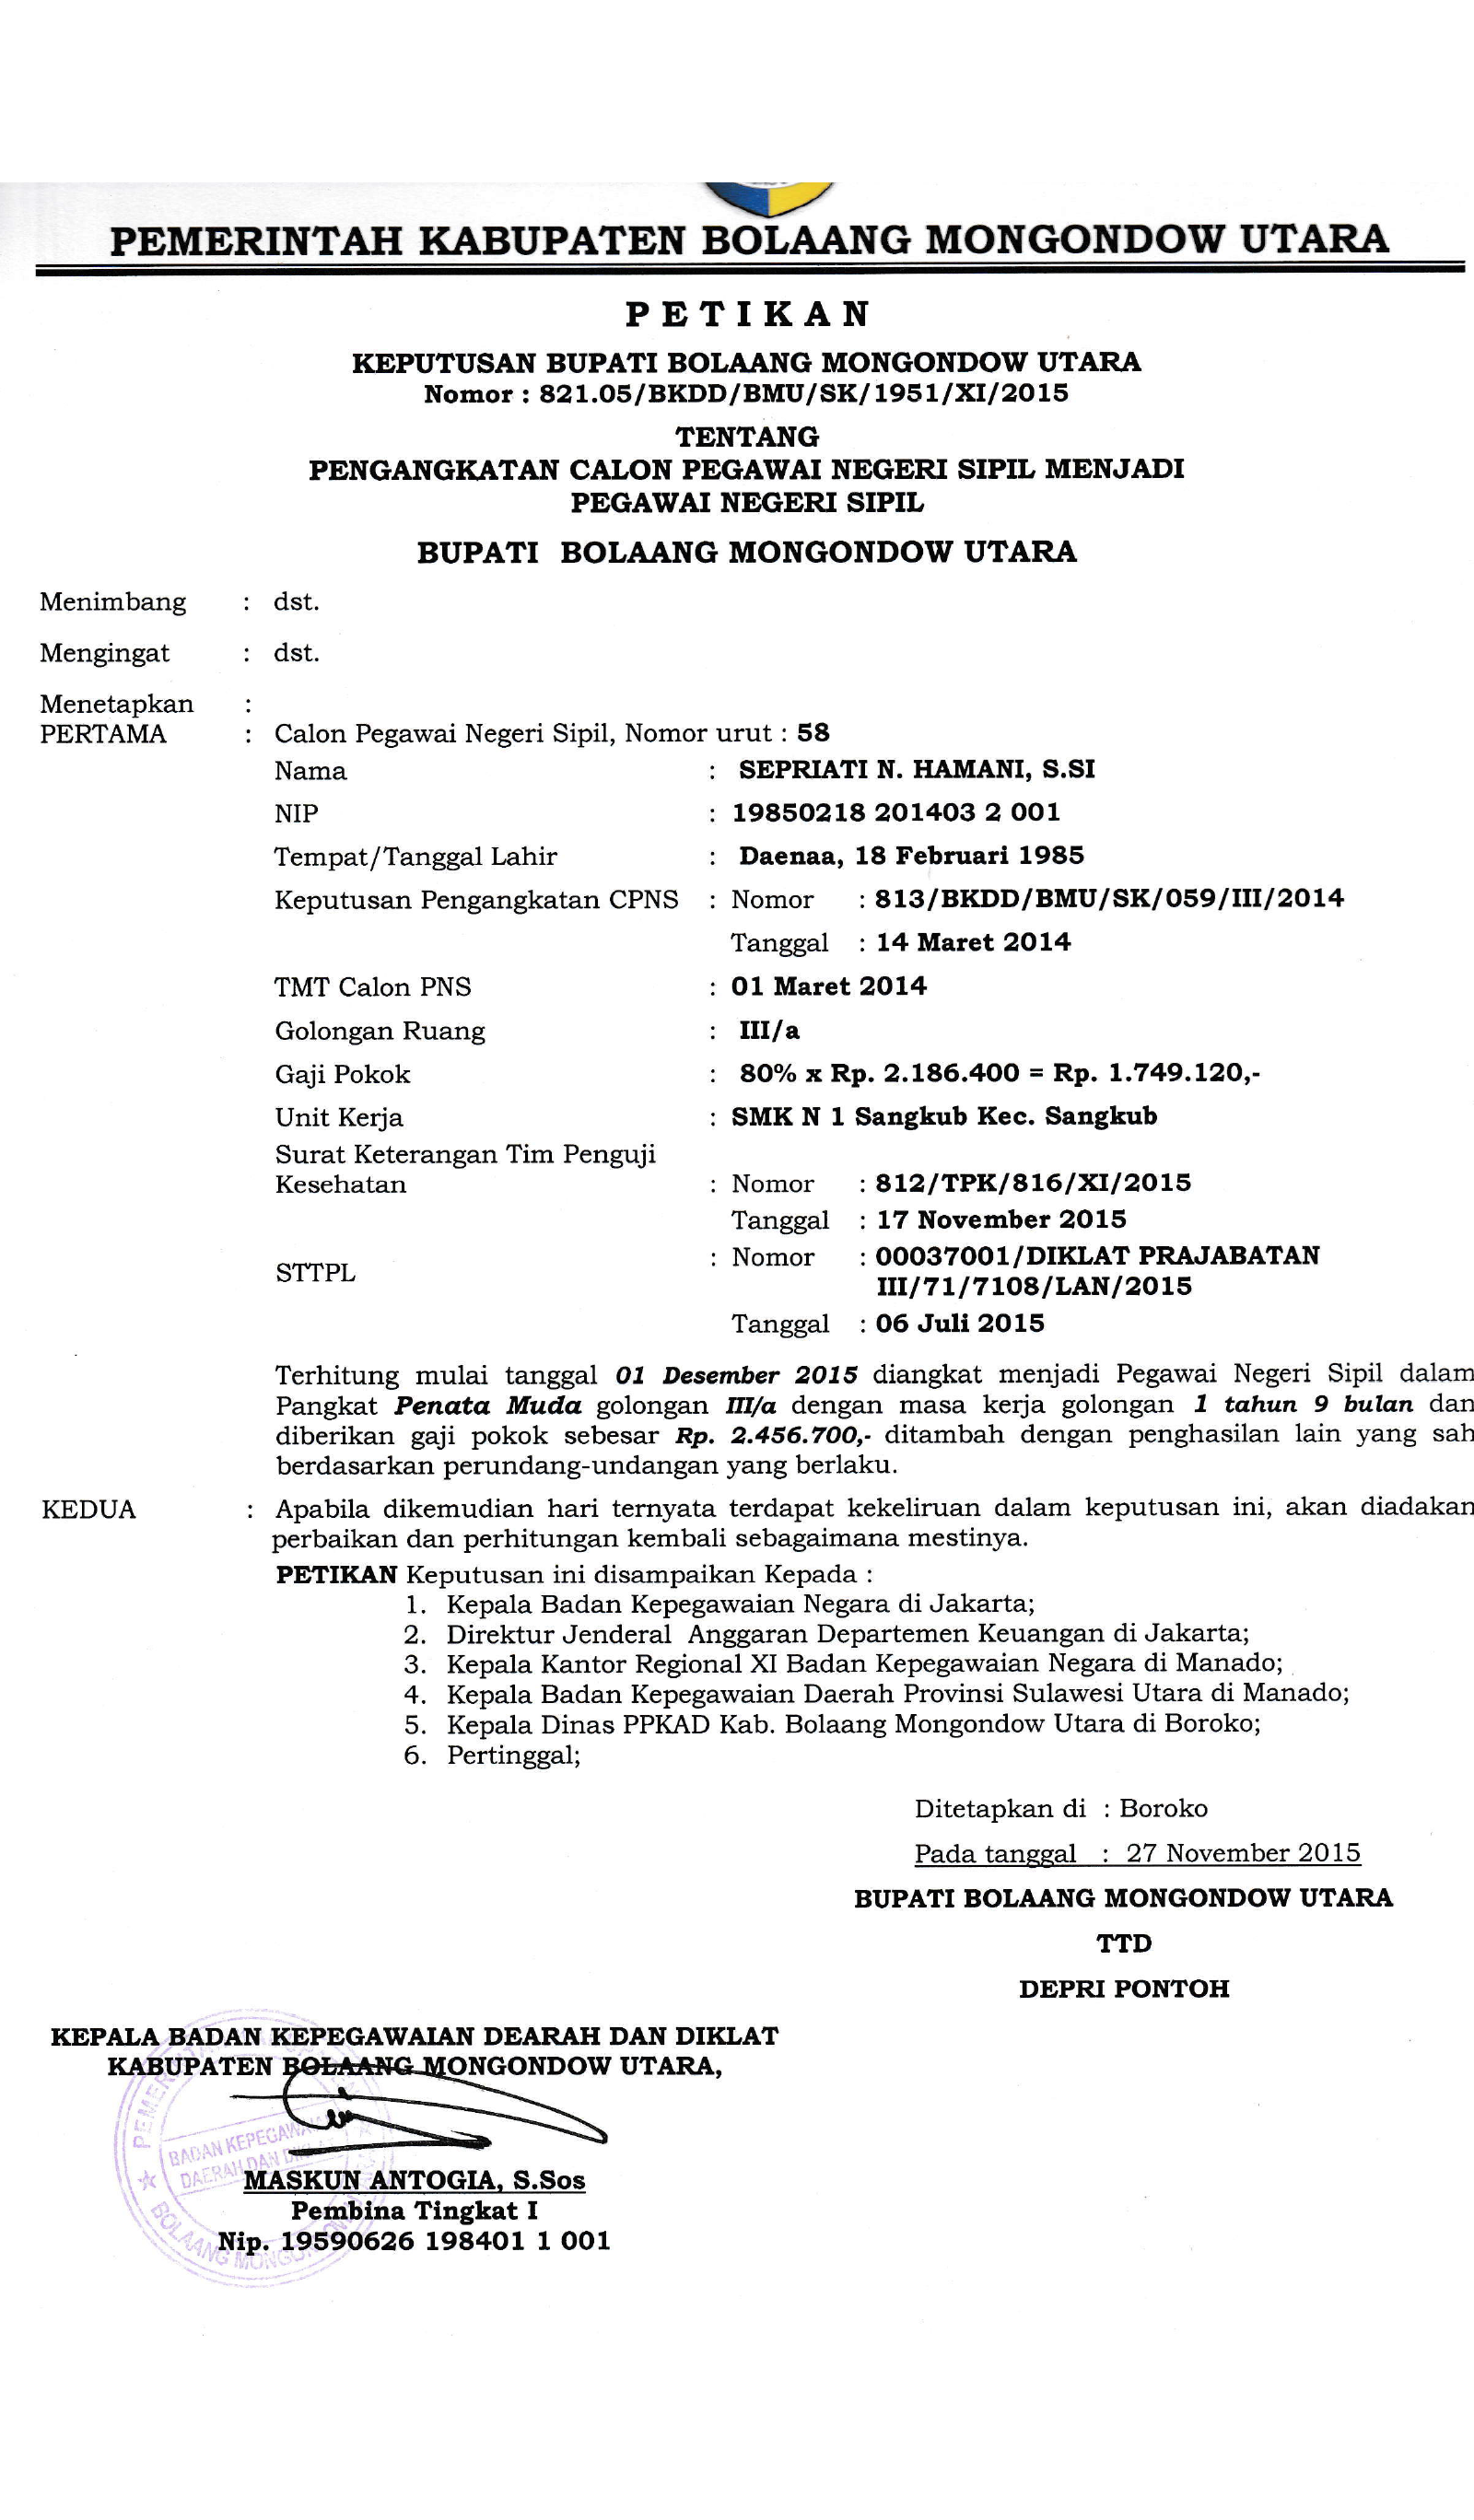 PEMERINTAH KABUPATEN BOLAANG MONGONDOW UTARA
PETIKAN
KEPUTUSAN BUPATI BOLAANG MONGONDOW UTARA
Nomor : 821.05/BKDD/BMU/SK/1951/XI/2015
TENTANG
PENGANGKATAN CALON PEGAWAI NEGERI SIPIL MENJADI
PEGAWAI NEGERI SIPIL
BUPATI BOLAANG MONGONDOW UTARA
Menimbang : dst.
Mengingat : dst.
Menetapkan :
PERTAMA : Calon Pegawai Negeri Sipil, Nomor urut : 58
Nama : SEPRIATI N. HAMANI, S.SI
NIP : 19850218 201403 2 001
Tempat/Tanggal Lahir : Daenaa, 18 Februari 1985
Keputusan Pengangkatan CPNS : Nomor : 813/BKDD/BMU/SK/059/III/2014
Tanggal : 14 Maret 2014
TMT Calon PNS : 01 Maret 2014
Golongan Ruang : III/a
Gaji Pokok : 80% x Rp. 2.186.400 = Rp. 1.749.120,-
Unit Kerja : SMK N 1 Sangkub Kec. Sangkub
Surat Keterangan Tim Penguji
Kesehatan : Nomor : 812/TPK/816/XI/2015
Tanggal : 17 November 2015
STTPL : Nomor : 00037001/DIKLAT PRAJABATAN
III/71/7108/LAN/2015
Tanggal : 06 Juli 2015
Terhitung mulai tanggal 01 Desember 2015 diangkat menjadi Pegawai Negeri Sipil dalam
Pangkat Penata Muda golongan III/a dengan masa kerja golongan 1 tahun 9 bulan dan
diberikan gaji pokok sebesar Rp. 2.456.700,- ditambah dengan penghasilan lain yang sah
berdasarkan perundang-undangan yang berlaku.
KEDUA : Apabila dikemudian hari ternyata terdapat kekeliruan dalam keputusan ini, akan diadakan
perbaikan dan perhitungan kembali sebagaimana mestinya.
PETIKAN Keputusan ini disampaikan Kepada :
1. Kepala Badan Kepegawaian Negara di Jakarta;
2. Direktur Jenderal Anggaran Departemen Keuangan di Jakarta;
3. Kepala Kantor Regional XI Badan Kepegawaian Negara di Manado;
4. Kepala Badan Kepegawaian Daerah Provinsi Sulawesi Utara di Manado;
5. Kepala Dinas PPKAD Kab. Bolaang Mongondow Utara di Boroko;
6. Pertinggal;
Ditetapkan di : Boroko
Pada tanggal : 27 November 2015
BUPATI BOLAANG MONGONDOW UTARA
TTD
DEPRI PONTOH
KEPALA BADAN KEPEGAWAIAN DEARAH DAN DIKLAT
KABUPATEN BOLAANG MONGONDOW UTARA,
BADAN
DAERAH DAN
BOLAANG
MASKUN ANTOGIA, S.Sos
Pembina Tingkat I
Nip. 19590626 198401 1 001